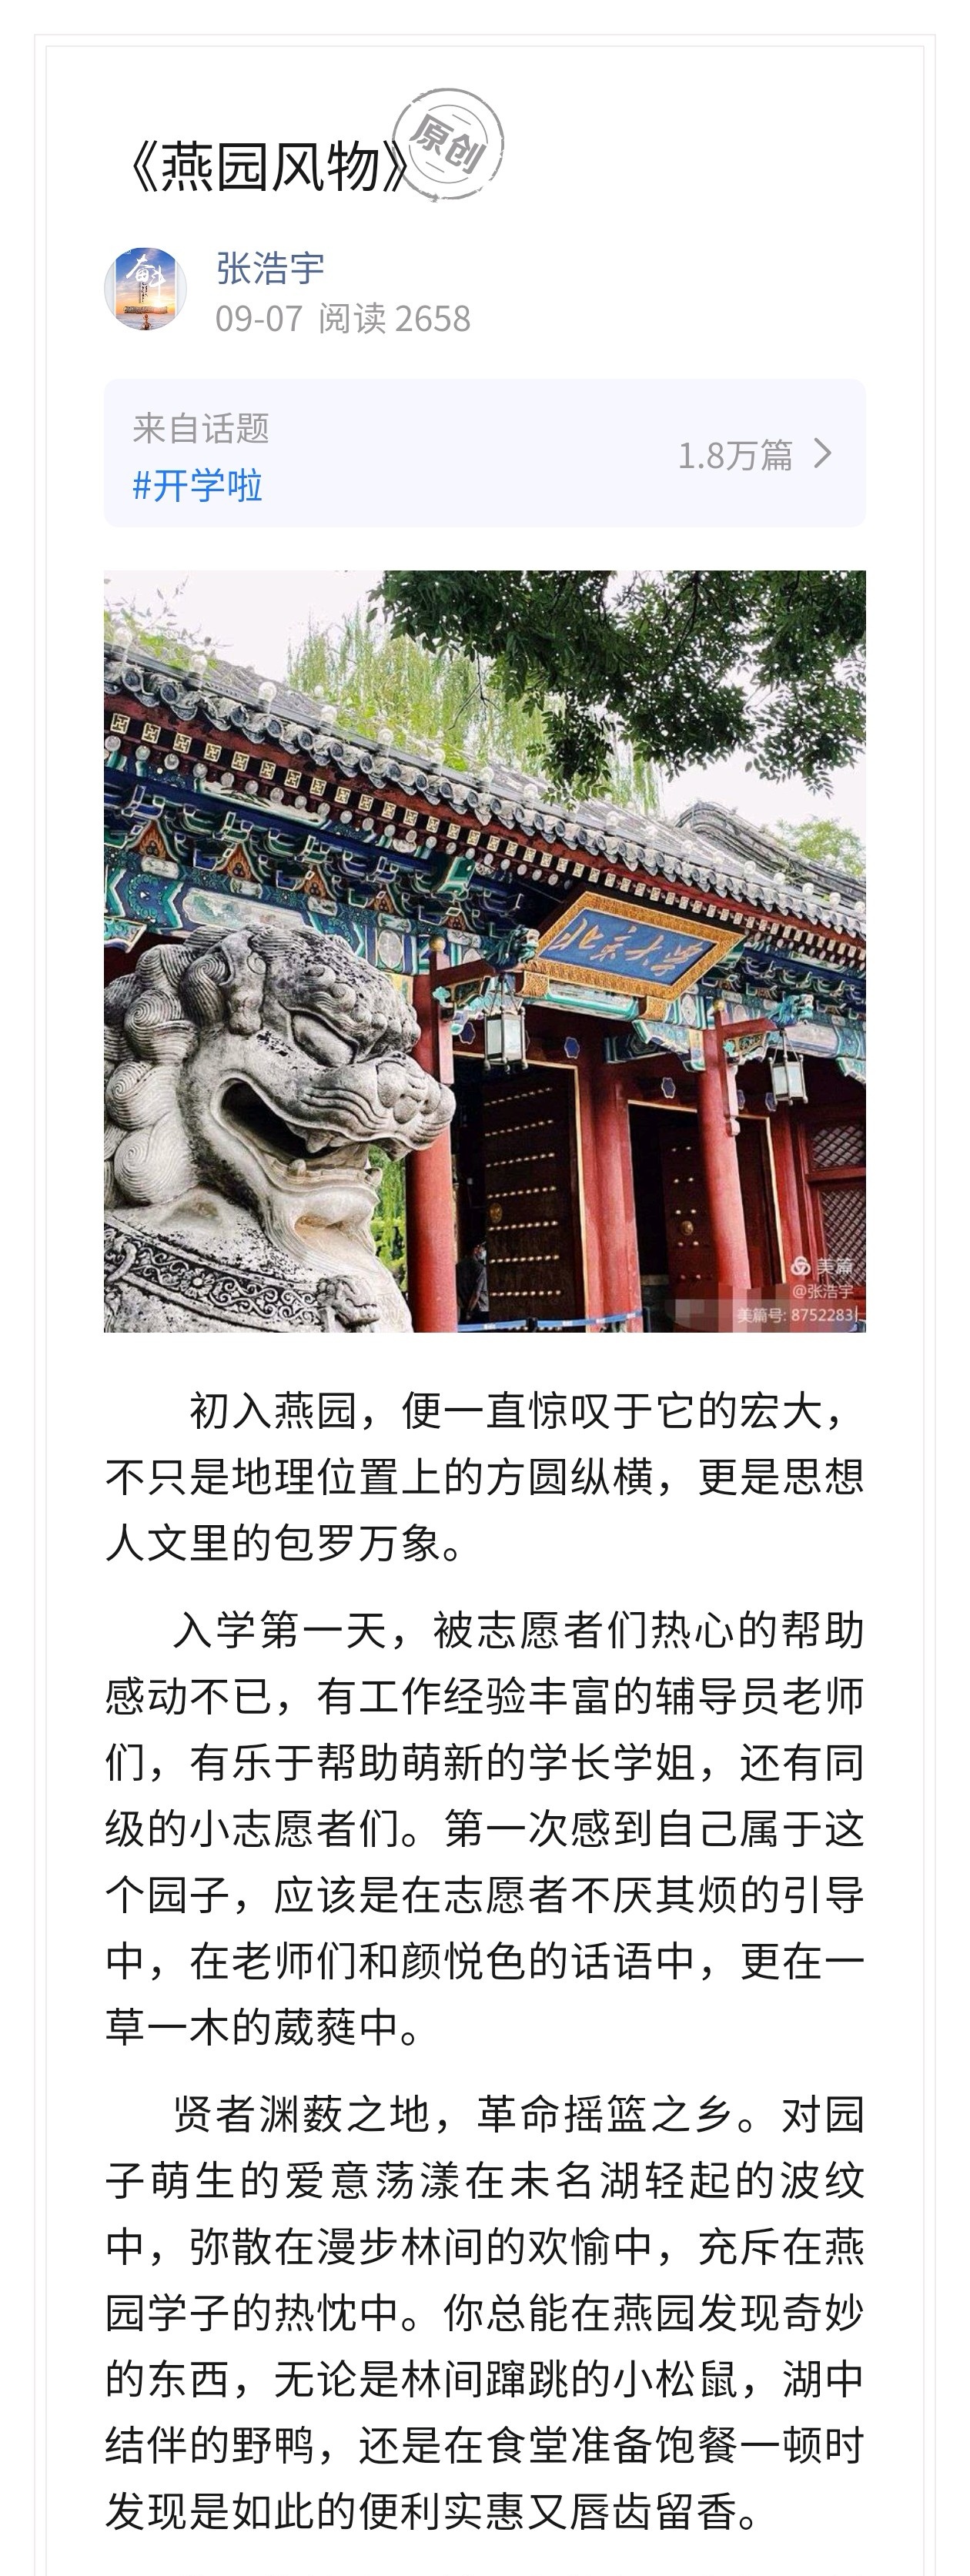 《燕园风物》
原创
奋斗
张浩宇
09-07 阅读 2658
来自话题
#开学啦
1.8万篇
北京大学
美篇
@张浩宇
美篇号: 8752283
初入燕园，便一直惊叹于它的宏大，
不只是地理位置上的方圆纵横，更是思想
人文里的包罗万象。
入学第一天，被志愿者们热心的帮助
感动不已，有工作经验丰富的辅导员老师
们，有乐于帮助萌新的学长学姐，还有同
级的小志愿者们。第一次感到自己属于这
个园子，应该是在志愿者不厌其烦的引导
中，在老师们和颜悦色的话语中，更在一
草一木的葳蕤中。
贤者渊薮之地，革命摇篮之乡。对园
子萌生的爱意荡漾在未名湖轻起的波纹
中，弥散在漫步林间的欢愉中，充斥在燕
园学子的热忱中。你总能在燕园发现奇妙
的东西，无论是林间蹿跳的小松鼠，湖中
结伴的野鸭，还是在食堂准备饱餐一顿时
发现是如此的便利实惠又唇齿留香。